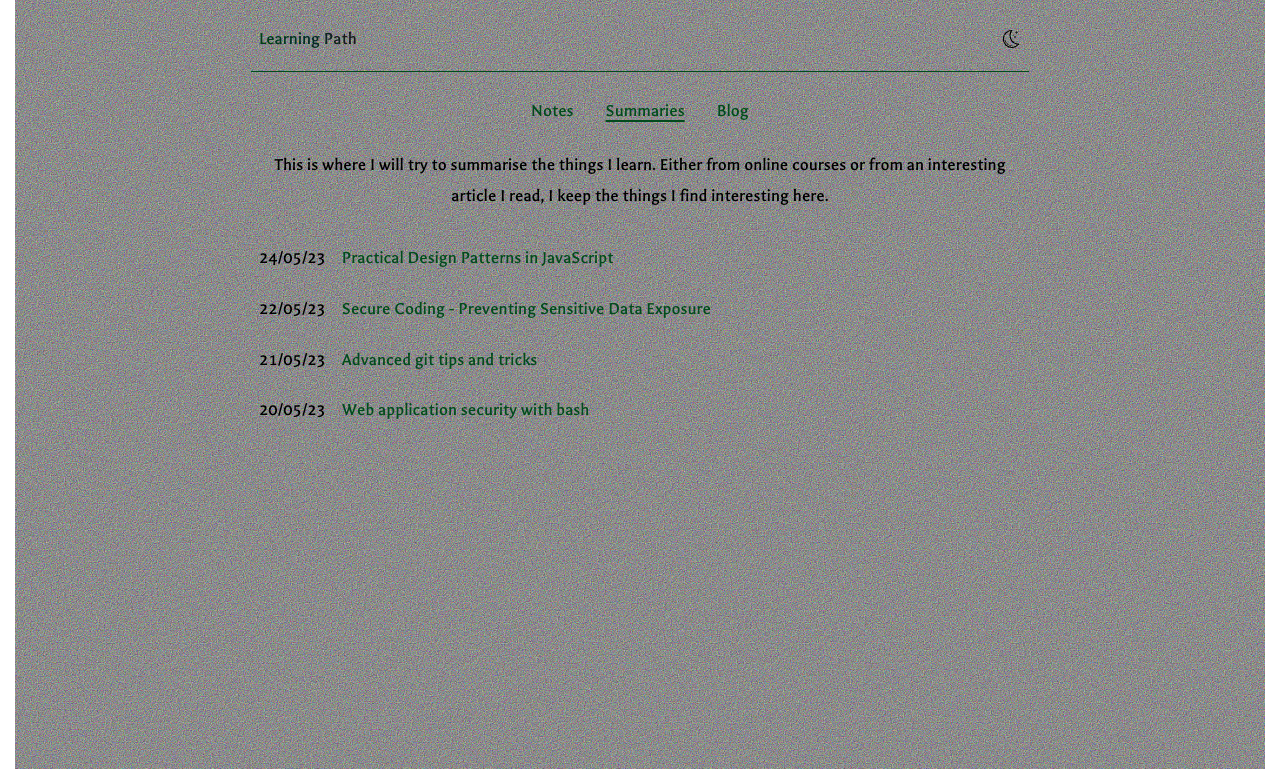 Learning Path
Notes Summaries Blog
This is where I will try to summarise the things I learn. Either from online courses or from an interesting
article I read, I keep the things I find interesting here.
24/05/23 Practical Design Patterns in JavaScript
22/05/23 Secure Coding - Preventing Sensitive Data Exposure
21/05/23 Advanced git tips and tricks
20/05/23 Web application security with bash